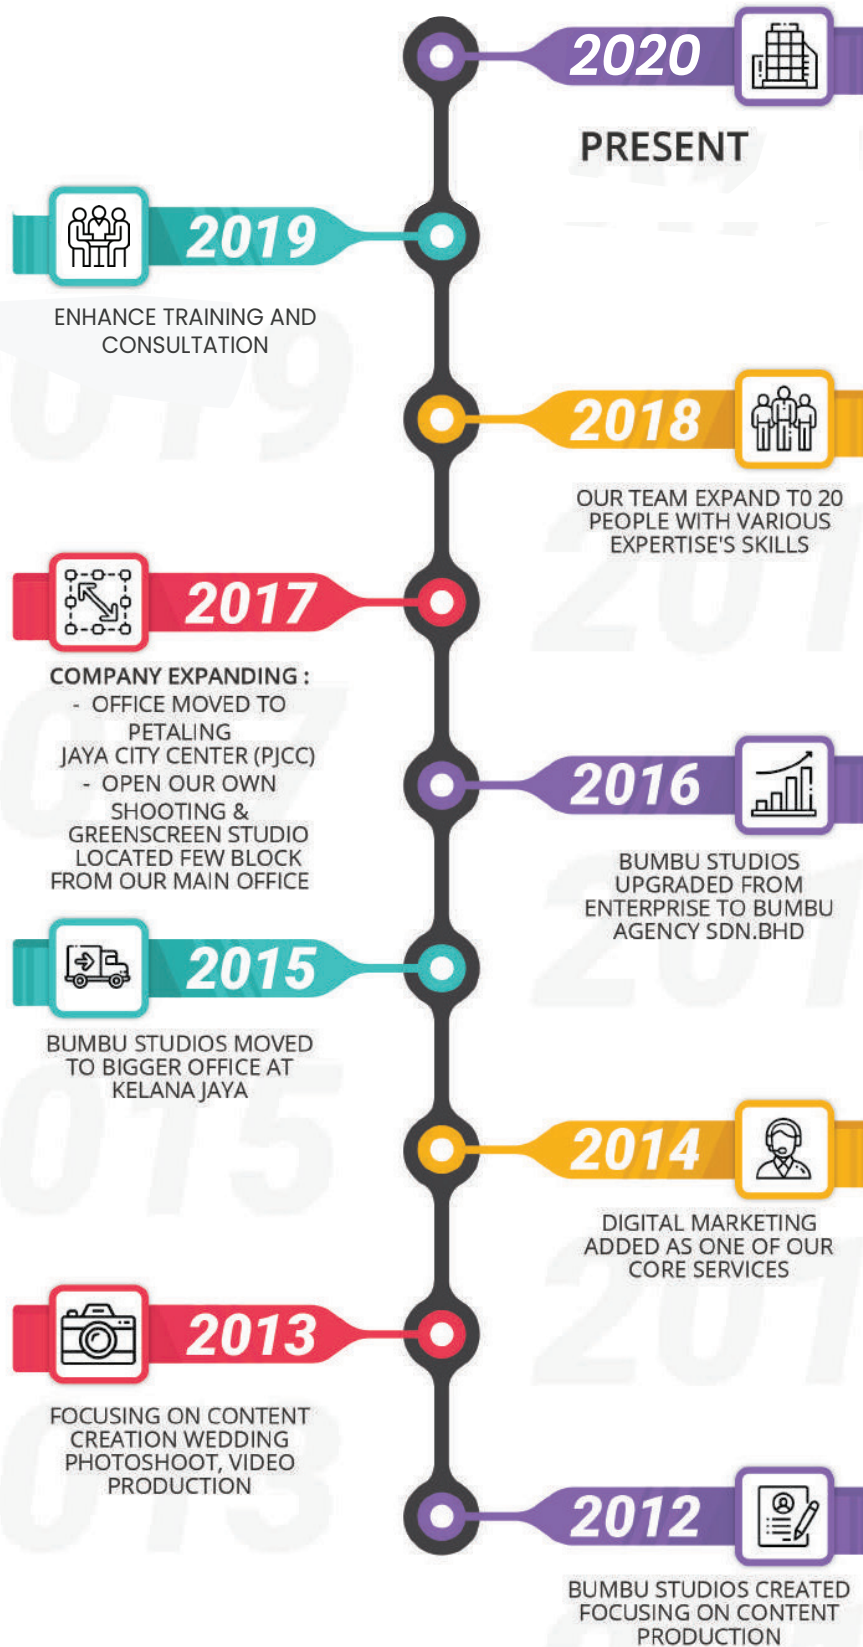 2020
PRESENT
2019
ENHANCE TRAINING AND
CONSULTATION
2018
OUR TEAM EXPAND T0 20
PEOPLE WITH VARIOUS
EXPERTISE'S SKILLS
2017
COMPANY EXPANDING :
- OFFICE MOVED TO
PETALING
JAYA CITY CENTER (PJCC)
- OPEN OUR OWN
SHOOTING &
GREENSCREEN STUDIO
LOCATED FEW BLOCK
FROM OUR MAIN OFFICE
2016
BUMBU STUDIOS
UPGRADED FROM
ENTERPRISE TO BUMBU
AGENCY SDN.BHD
2015
BUMBU STUDIOS MOVED
TO BIGGER OFFICE AT
KELANA JAYA
2014
DIGITAL MARKETING
ADDED AS ONE OF OUR
CORE SERVICES
2013
FOCUSING ON CONTENT
CREATION WEDDING
PHOTOSHOOT, VIDEO
PRODUCTION
2012
BUMBU STUDIOS CREATED
FOCUSING ON CONTENT
PRODUCTION